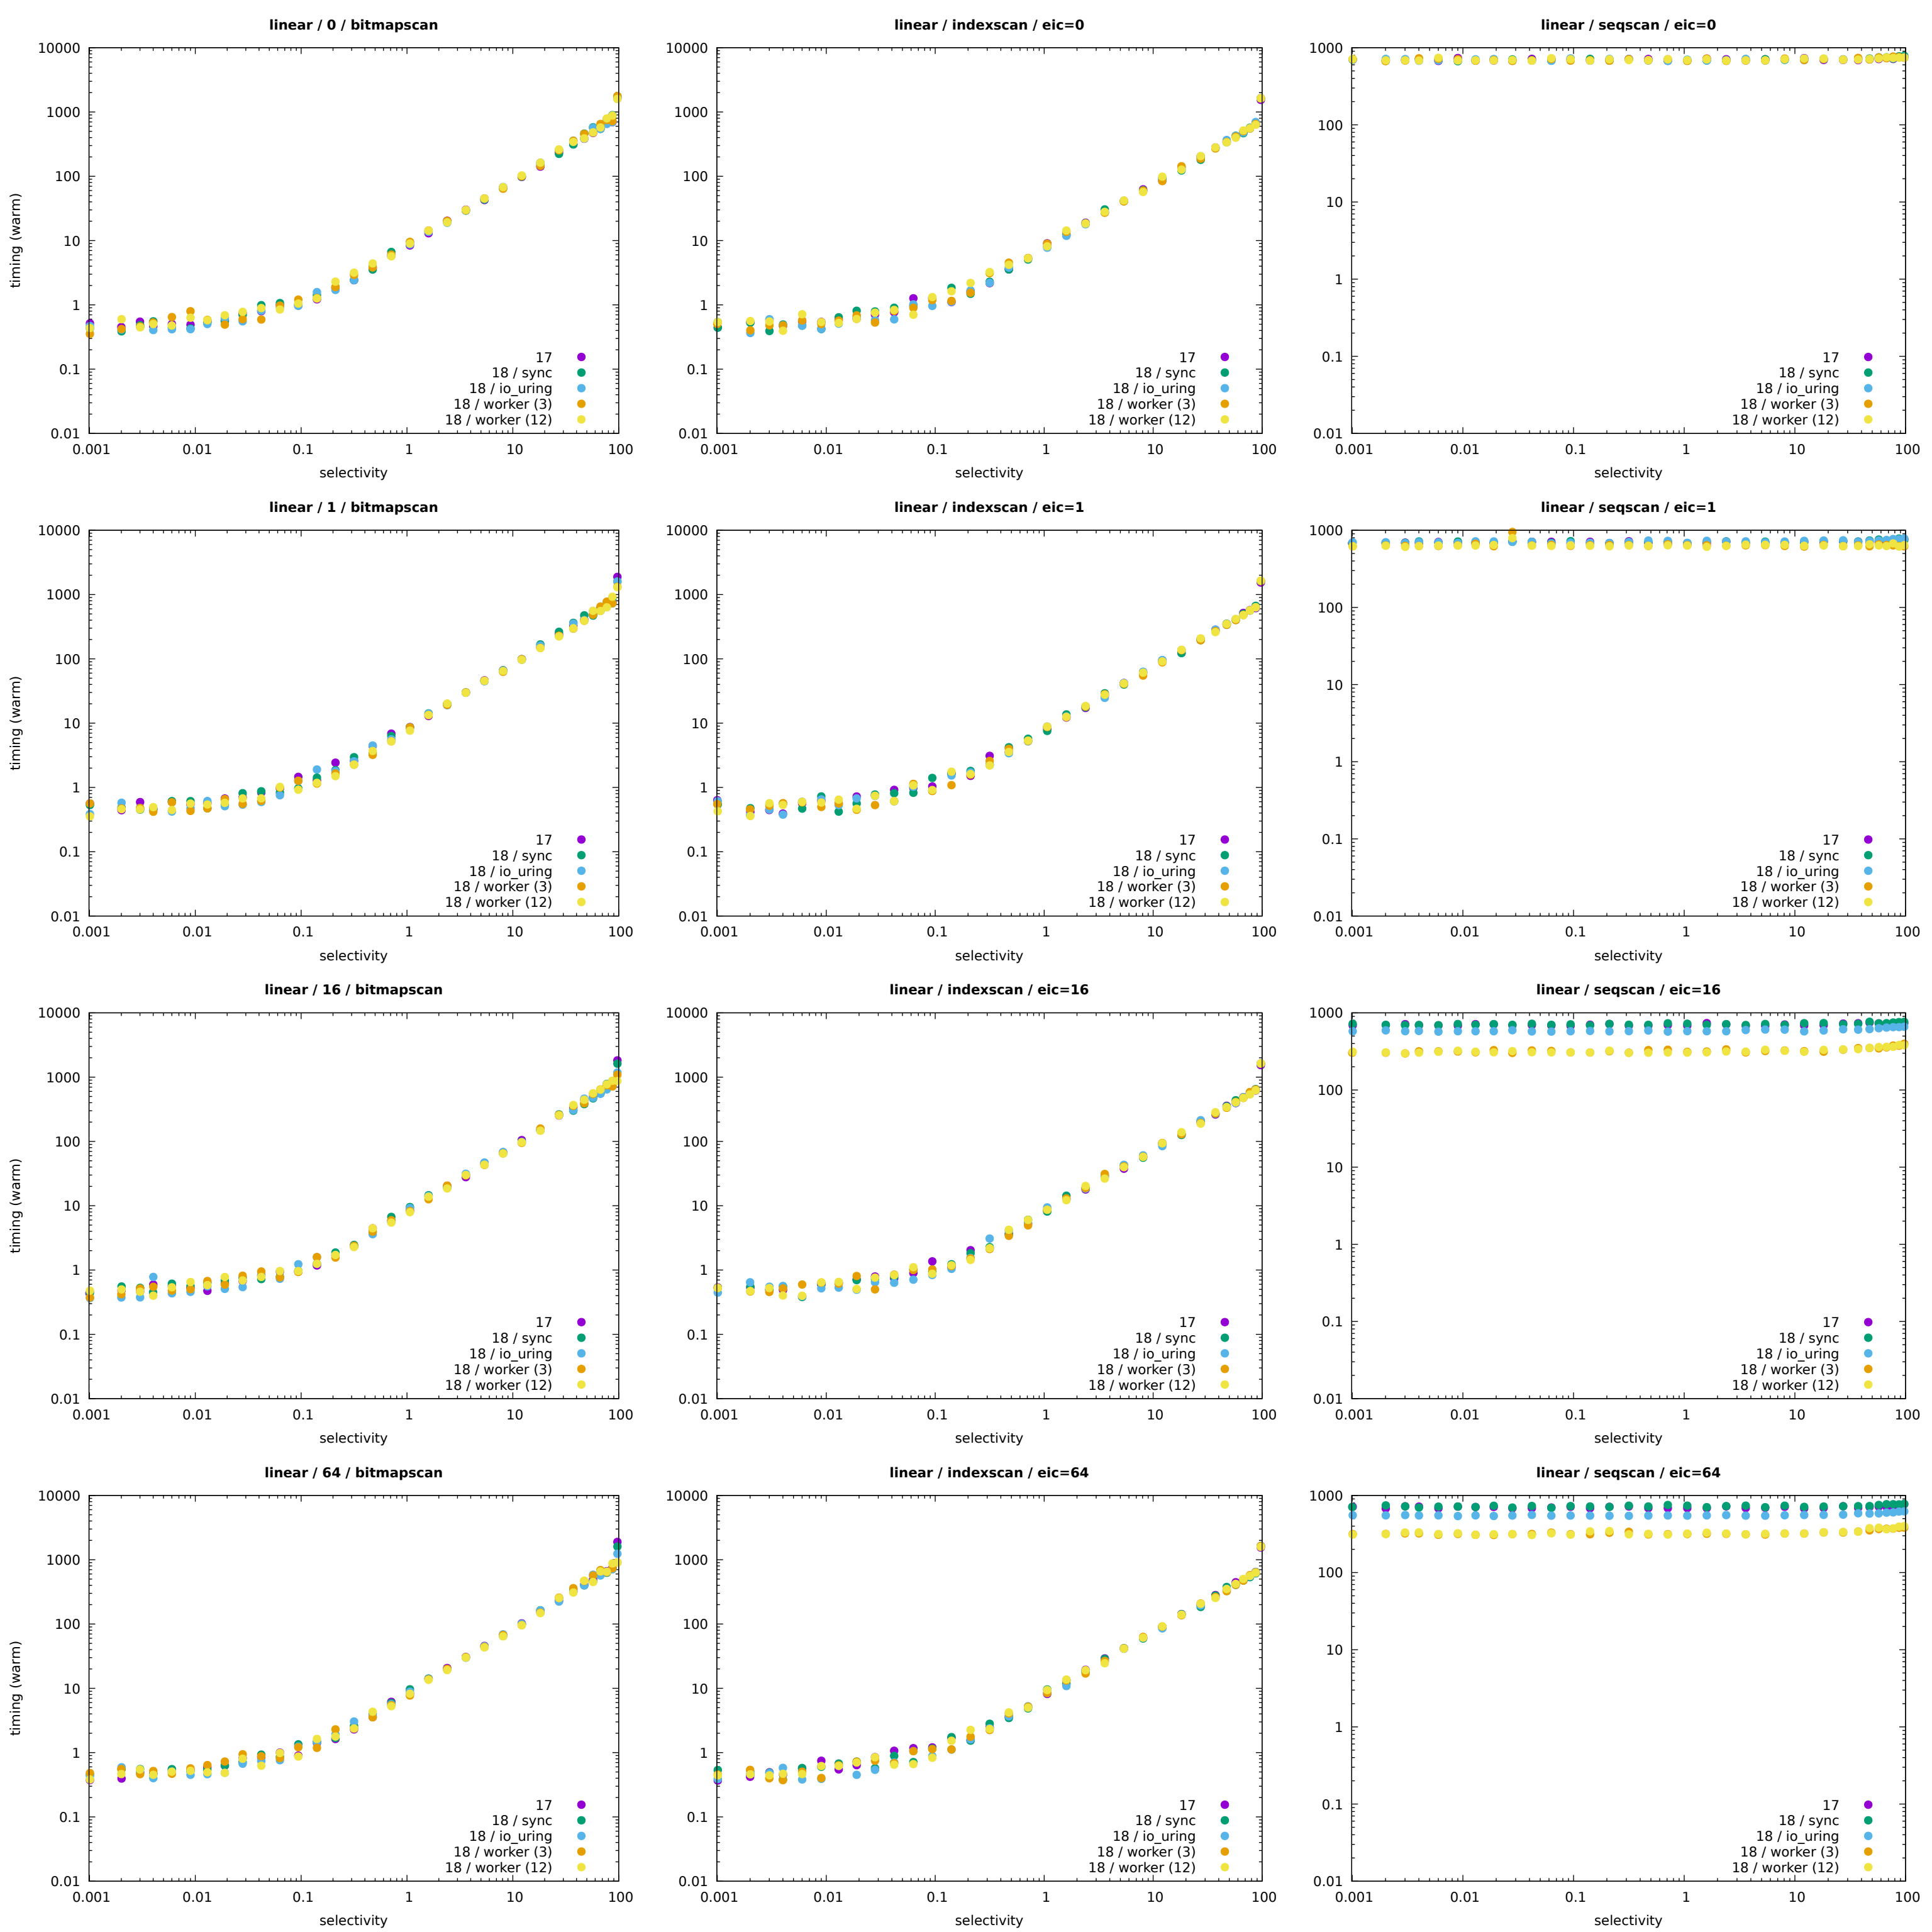 linear / 0 / bitmapscan
10000
1000
100
10
1
0.1
0.01
timing (warm)
17
18 / sync
18 / io_uring
18 / worker (3)
18 / worker (12)
0.001 0.01 0.1 1 10 100
selectivity
linear / indexscan / eic=0
10000
1000
100
10
1
0.1
0.01
17
18 / sync
18 / io_uring
18 / worker (3)
18 / worker (12)
0.001 0.01 0.1 1 10 100
selectivity
linear / seqscan / eic=0
1000
100
10
1
0.1
0.01
17
18 / sync
18 / io_uring
18 / worker (3)
18 / worker (12)
0.001 0.01 0.1 1 10 100
selectivity
linear / 1 / bitmapscan
10000
1000
100
10
1
0.1
0.01
timing (warm)
17
18 / sync
18 / io_uring
18 / worker (3)
18 / worker (12)
0.001 0.01 0.1 1 10 100
selectivity
linear / indexscan / eic=1
10000
1000
100
10
1
0.1
0.01
17
18 / sync
18 / io_uring
18 / worker (3)
18 / worker (12)
0.001 0.01 0.1 1 10 100
selectivity
linear / seqscan / eic=1
1000
100
10
1
0.1
0.01
17
18 / sync
18 / io_uring
18 / worker (3)
18 / worker (12)
0.001 0.01 0.1 1 10 100
selectivity
linear / 16 / bitmapscan
10000
1000
100
10
1
0.1
0.01
timing (warm)
17
18 / sync
18 / io_uring
18 / worker (3)
18 / worker (12)
0.001 0.01 0.1 1 10 100
selectivity
linear / indexscan / eic=16
10000
1000
100
10
1
0.1
0.01
17
18 / sync
18 / io_uring
18 / worker (3)
18 / worker (12)
0.001 0.01 0.1 1 10 100
selectivity
linear / seqscan / eic=16
1000
100
10
1
0.1
0.01
17
18 / sync
18 / io_uring
18 / worker (3)
18 / worker (12)
0.001 0.01 0.1 1 10 100
selectivity
linear / 64 / bitmapscan
10000
1000
100
10
1
0.1
0.01
timing (warm)
17
18 / sync
18 / io_uring
18 / worker (3)
18 / worker (12)
0.001 0.01 0.1 1 10 100
selectivity
linear / indexscan / eic=64
10000
1000
100
10
1
0.1
0.01
17
18 / sync
18 / io_uring
18 / worker (3)
18 / worker (12)
0.001 0.01 0.1 1 10 100
selectivity
linear / seqscan / eic=64
1000
100
10
1
0.1
0.01
17
18 / sync
18 / io_uring
18 / worker (3)
18 / worker (12)
0.001 0.01 0.1 1 10 100
selectivity